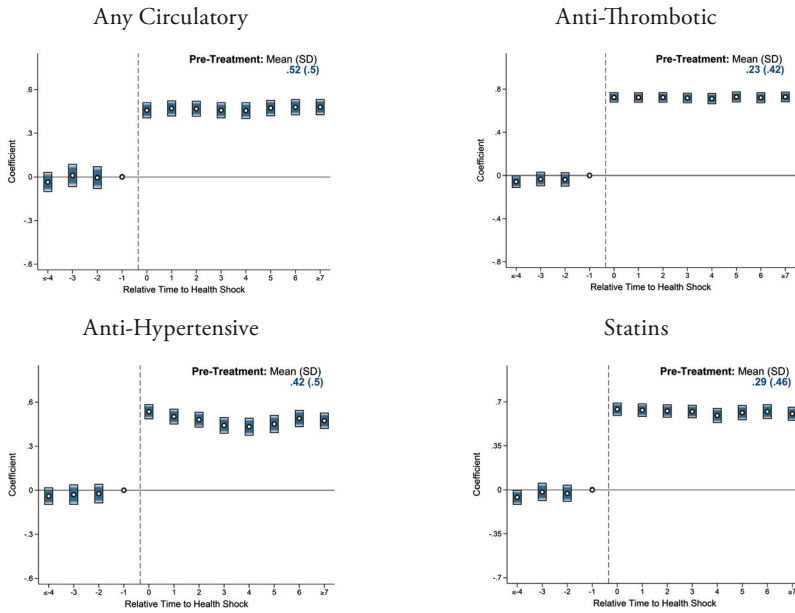 Any Circulatory
Pre-Treatment: Mean (SD)
.52 (.5)
Coefficient
.6
.3
0
-.3
-.6
≤-4 -3 -2 -1 0 1 2 3 4 5 6 ≥7
Relative Time to Health Shock
Anti-Thrombotic
Pre-Treatment: Mean (SD)
.23 (.42)
Coefficient
.8
.4
0
-.4
-.8
≤-4 -3 -2 -1 0 1 2 3 4 5 6 ≥7
Relative Time to Health Shock
Anti-Hypertensive
Pre-Treatment: Mean (SD)
.42 (.5)
Coefficient
.6
.3
0
-.3
-.6
≤-4 -3 -2 -1 0 1 2 3 4 5 6 ≥7
Relative Time to Health Shock
Statins
Pre-Treatment: Mean (SD)
.29 (.46)
Coefficient
.7
.35
0
-.35
-.7
≤-4 -3 -2 -1 0 1 2 3 4 5 6 ≥7
Relative Time to Health Shock